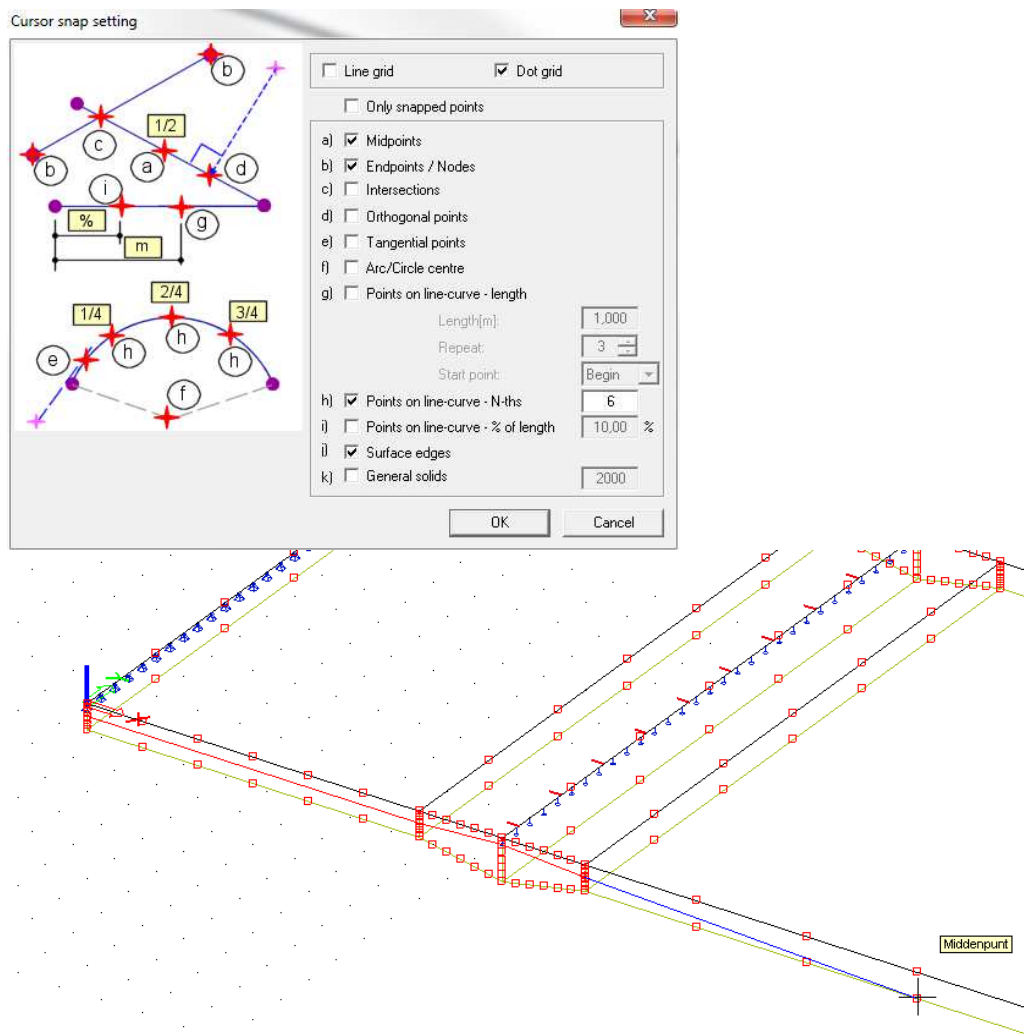 Cursor snap setting
b
1/2
c
a
d
b
i
g
%
m
2/4
1/4
3/4
h
h
h
e
f
Line grid
Dot grid
Only snapped points
a) Midpoints
b) Endpoints / Nodes
c) Intersections
d) Orthogonal points
e) Tangential points
f) Arc/Circle centre
g) Points on line-curve - length
Length[m]: 1,000
Repeat: 3
Start point: Begin
h) Points on line-curve - N-ths 6
i) Points on line-curve - % of length 10,00 %
j) Surface edges
k) General solids 2000
OK Cancel
Middenpunt